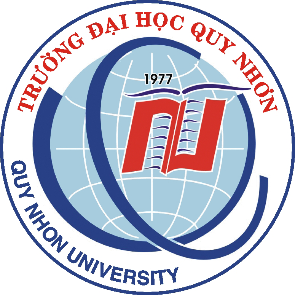 TRƯỜNG ĐẠI HỌC QUY NHƠN
1977
QUY NHON UNIVERSITY